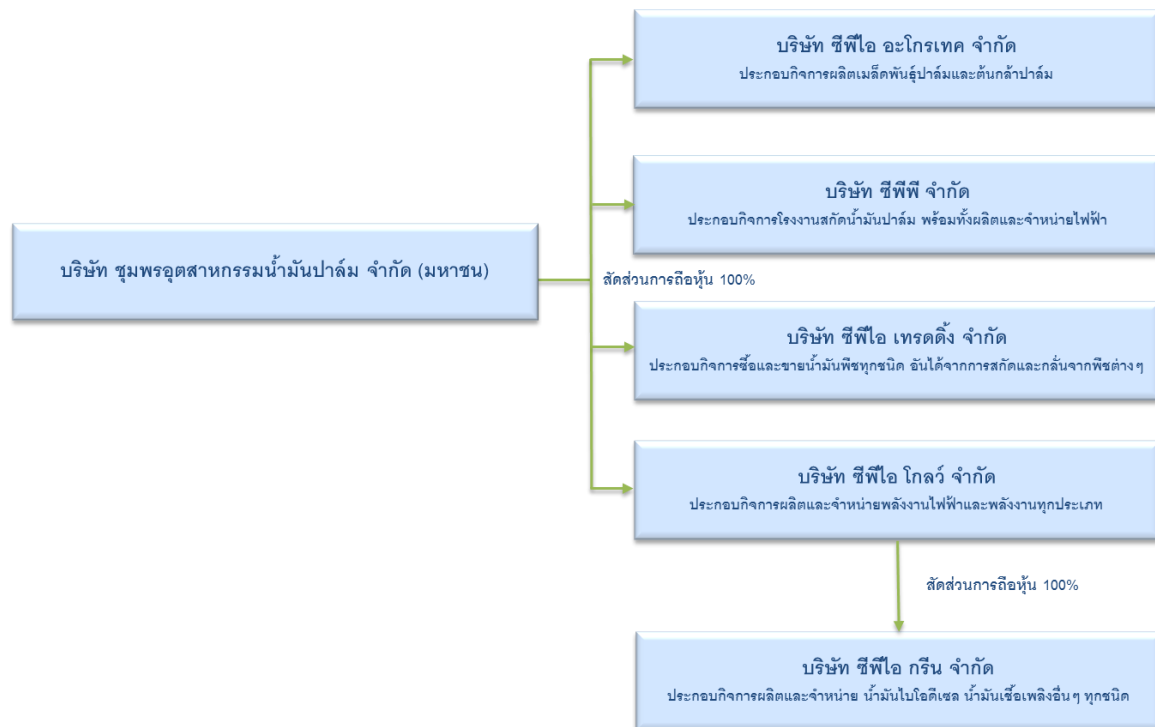 บริษัท ซีพีไอ อะโกรเทค จำกัด
ประกอบกิจการผลิตเมล็ดพันธุ์ปาล์มและต้นกล้าปาล์ม
บริษัท ซีพีพี จำกัด
ประกอบกิจการโรงงานสกัดน้ำมันปาล์ม พร้อมทั้งผลิตและจำหน่ายไฟฟ้า
บริษัท ชุมพรอุตสาหกรรมน้ำมันปาล์ม จำกัด (มหาชน)
สัดส่วนการถือหุ้น 100%
บริษัท ซีพีไอ เทรดดิ้ง จำกัด
ประกอบกิจการซื้อและขายน้ำมันพืชทุกชนิด อันได้จากการสกัดและกลั่นจากพืชต่างๆ
บริษัท ซีพีไอ โกลว์ จำกัด
ประกอบกิจการผลิตและจำหน่ายพลังงานไฟฟ้าและพลังงานทุกประเภท
สัดส่วนการถือหุ้น 100%
บริษัท ซีพีไอ กรีน จำกัด
ประกอบกิจการผลิตและจำหน่าย น้ำมันไบโอดีเซล น้ำมันเชื้อเพลิงอื่นๆ ทุกชนิด